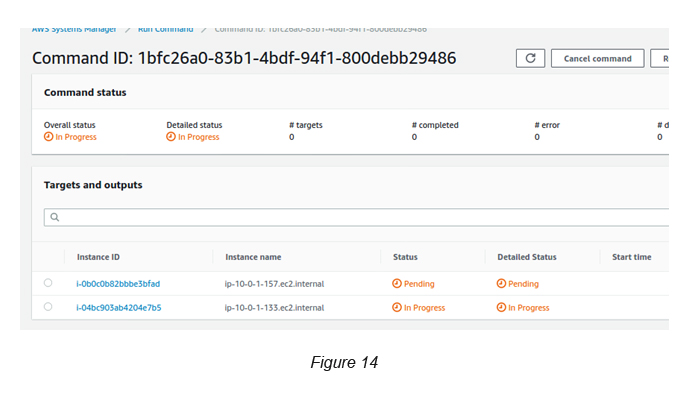 AWS Systems Manager > Run Command > Command ID: 1bfc26a0-83b1-4bdf-94f1-800debb29486
Command ID: 1bfc26a0-83b1-4bdf-94f1-800debb29486 Cancel command R
Command status
Overall status Detailed status # targets # completed # error # d
In Progress In Progress 0 0 0 0
Targets and outputs
Instance ID Instance name Status Detailed Status Start time
i-0b0c0b82bbbe3bfad ip-10-0-1-157.ec2.internal Pending Pending
i-04bc903ab4204e7b5 ip-10-0-1-133.ec2.internal In Progress In Progress
Figure 14